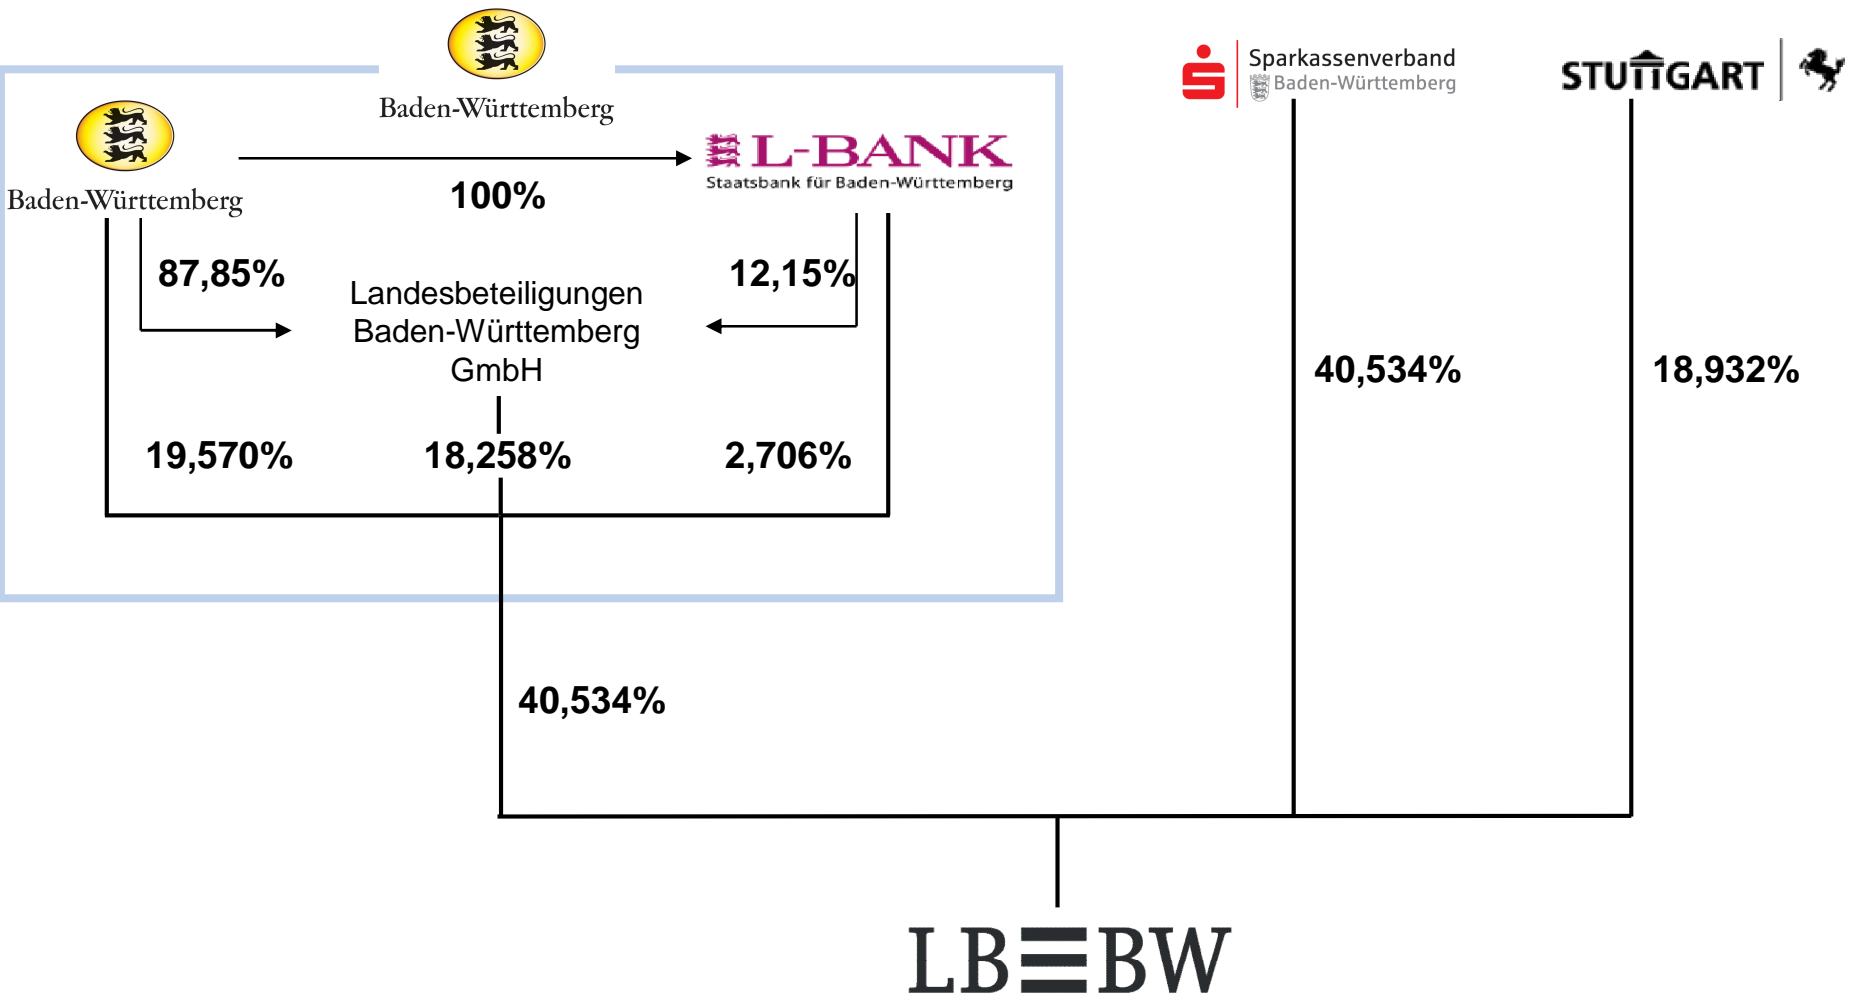 Baden-Württemberg
Baden-Württemberg
100%
L-BANK
Staatsbank für Baden-Württemberg
87,85%
12,15%
Landesbeteiligungen
Baden-Württemberg
GmbH
19,570%
18,258%
2,706%
40,534%
Sparkassenverband
Baden-Württemberg
40,534%
STUTTGART
18,932%
LBBW